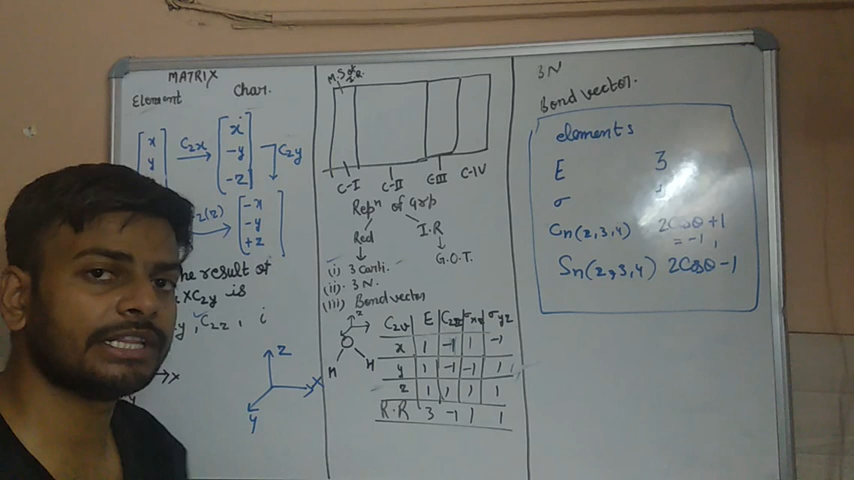 MATRIX
Element Char.
x
y
C2x
x
-y
-z
C2y
2(z)
-x
-y
+z
he result of
xC2y is
y, C2z, i
z
x
y
C-I C-II C-III C-IV
Repn of Grp
Red I.R
G.O.T.
(i) 3 Carti.
(ii). 3 N.
(iii) Bond vector
z
O
H H
C2v E C2z σxz σyz
x 1 -1 1 -1
y 1 -1 -1 1
z 1 1 1 1
R.R 3 -1 1 1
3N
Bond vector.
elements
E 3
σ 1
Cn(2,3,4) 2Cosθ+1
= -1,
Sn(2,3,4) 2Cosθ-1